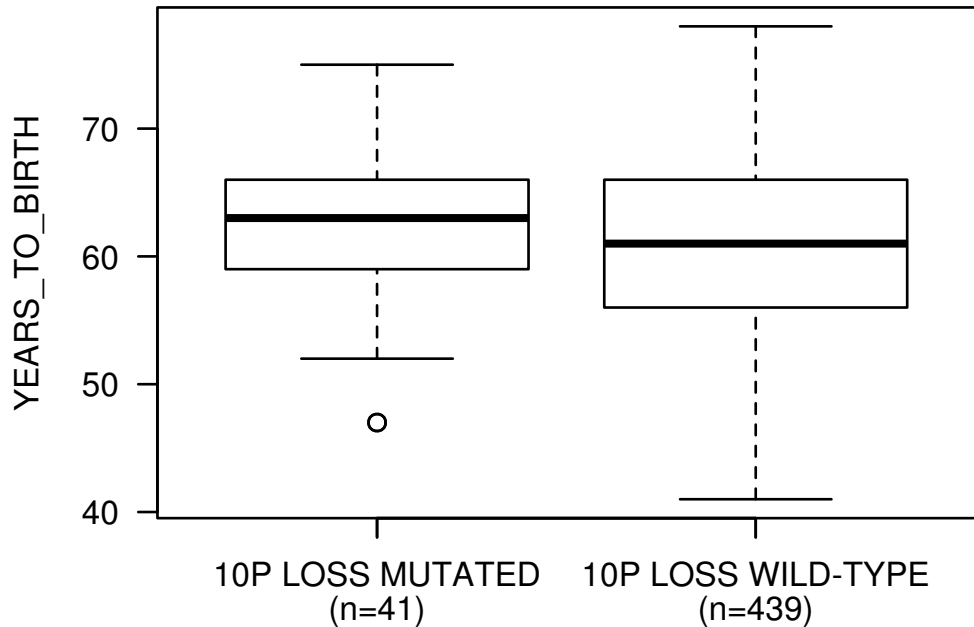 YEARS_TO_BIRTH
70
60
50
40
10P LOSS MUTATED
(n=41)
10P LOSS WILD-TYPE
(n=439)